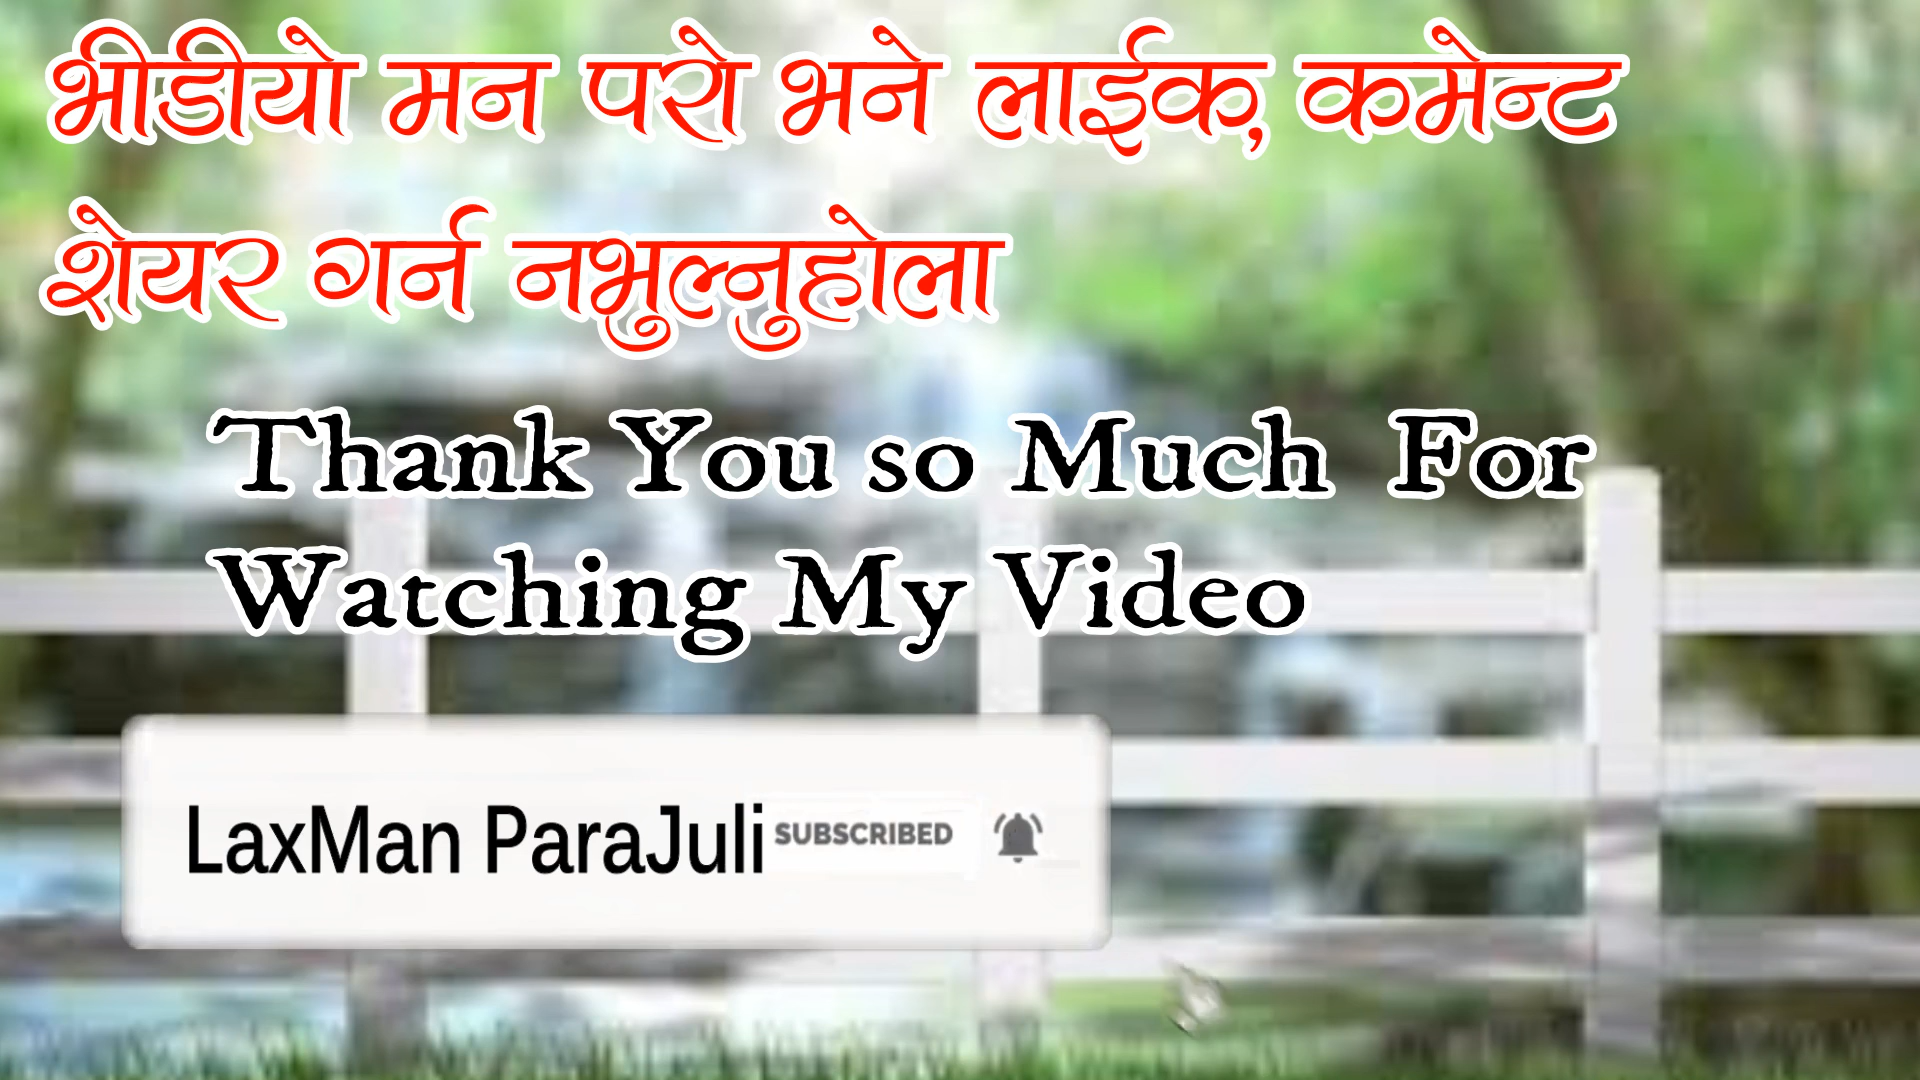 भीडीयो मन परो भने लाईक, कमेन्ट
शेयर गर्न नभुल्नुहोला
Thank You so Much For
Watching My Video
LaxMan ParaJuli SUBSCRIBED